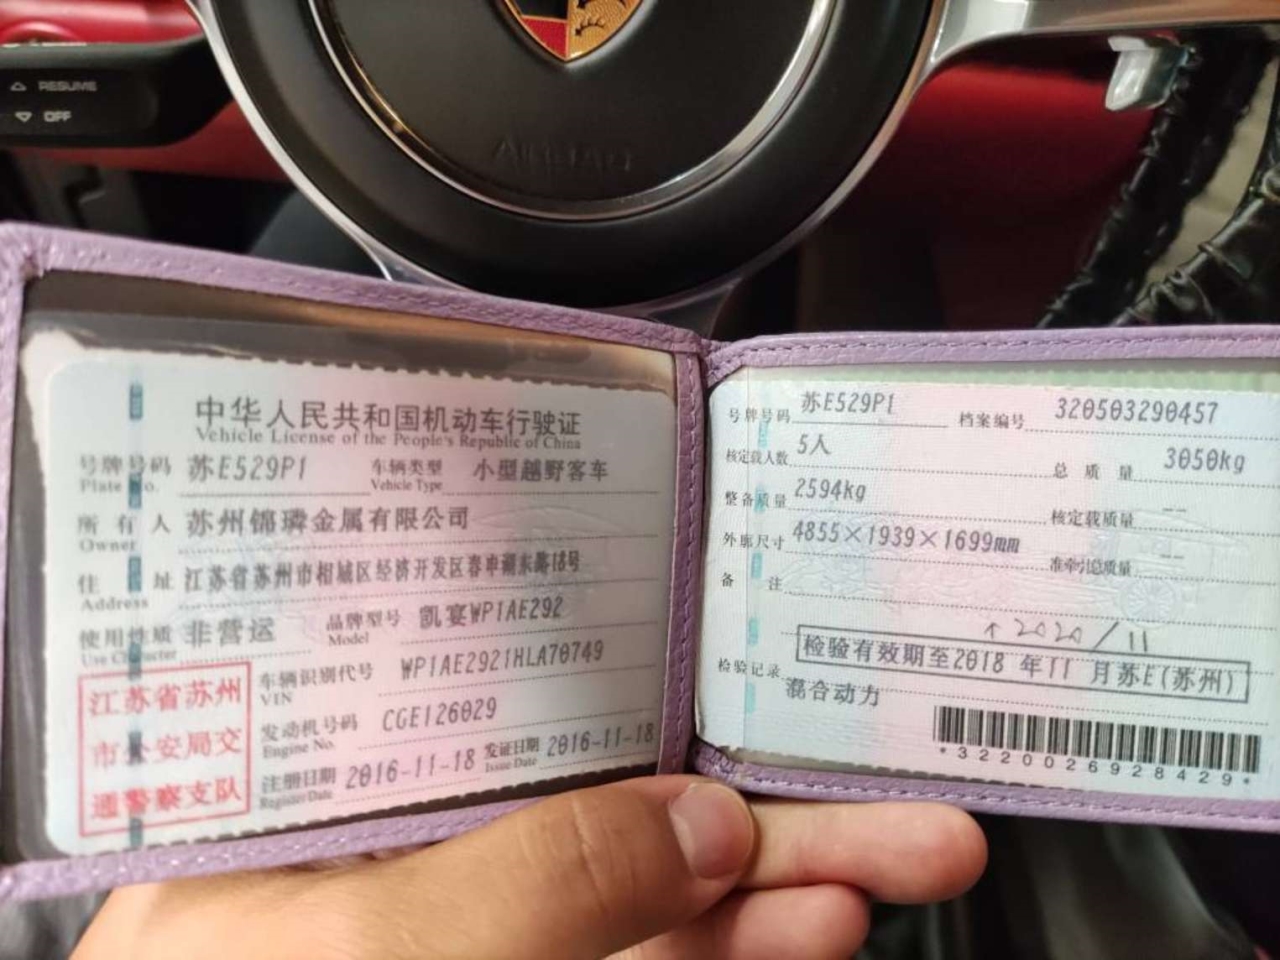 RESUME
OFF
AIRBAG
中华人民共和国机动车行驶证
Vehicle License of the People's Republic of China
号牌号码 苏E529P1 车辆类型 小型越野客车
Plate No. Vehicle Type
所有人 苏州锦璘金属有限公司
Owner
住址 江苏省苏州市相城区经济开发区春申湖东路18号
Address
使用性质 非营运 品牌型号 凯宴WP1AE292
Use Character Model
江苏省苏州
市公安局交
通警察支队
车辆识别代号 WP1AE2921HLA70749
VIN
发动机号码 CGE126029
Engine No.
注册日期 2016-11-18 发证日期 2016-11-18
Register Date Issue Date
号牌号码 苏E529P1 档案编号 320503290457
核定载人数 5人 总质量 3050kg
整备质量 2594kg 核定载质量 --
外廓尺寸 4855×1939×1699mm 准牵引总质量 --
备注
↑2020/11
检验记录 检验有效期至2018年11月苏E(苏州)
混合动力
*3220026928429*